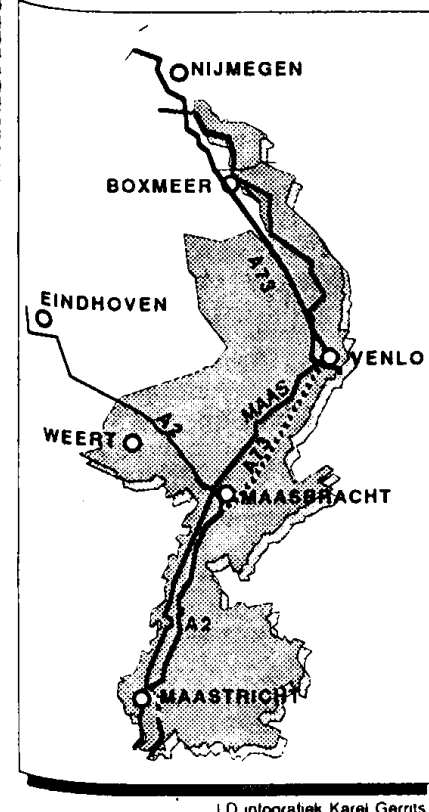 NIJMEGEN
BOXMEER
A73
EINDHOVEN
VENLO
MAAS
A2
WEERT
A73
MAASBRACHT
A2
MAASTRICHT
LD infografiek Karel Gerrits